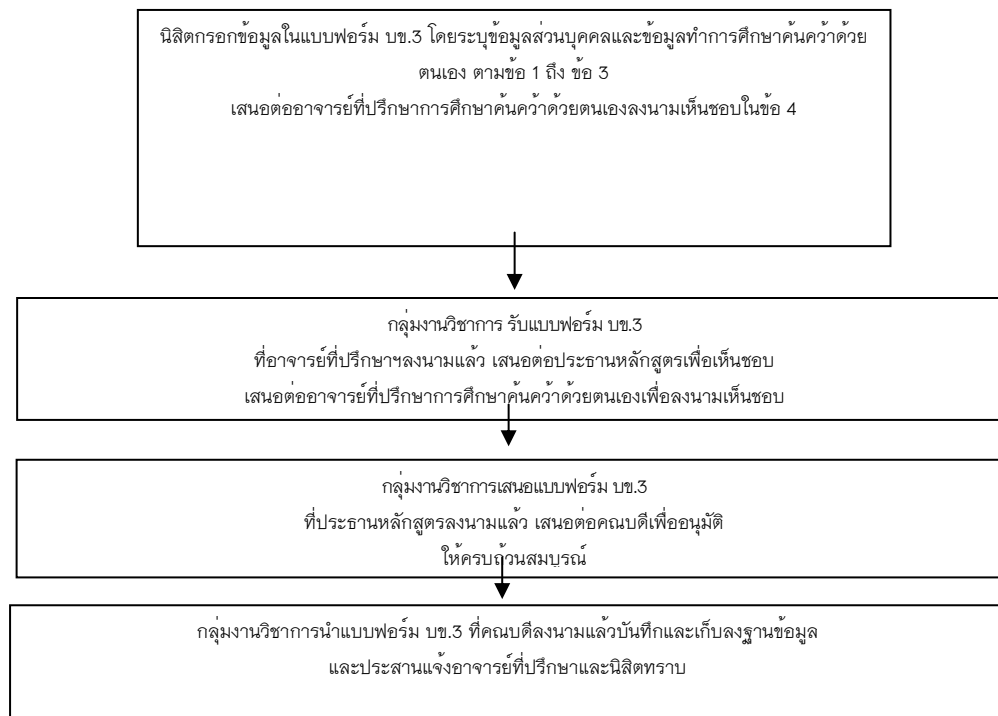 นิสิตกรอกข้อมูลในแบบฟอร์ม บข.3 โดยระบุข้อมูลส่วนบุคคลและข้อมูลทำการศึกษาค้นคว้าด้วย
ตนเอง ตามข้อ 1 ถึง ข้อ 3
เสนอต่ออาจารย์ที่ปรึกษาการศึกษาค้นคว้าด้วยตนเองลงนามเห็นชอบในข้อ 4
กลุ่มงานวิชาการ รับแบบฟอร์ม บข.3
ที่อาจารย์ที่ปรึกษาฯลงนามแล้ว เสนอต่อประธานหลักสูตรเพื่อเห็นชอบ
เสนอต่ออาจารย์ที่ปรึกษาการศึกษาค้นคว้าด้วยตนเองเพื่อลงนามเห็นชอบ
กลุ่มงานวิชาการเสนอแบบฟอร์ม บข.3
ที่ประธานหลักสูตรลงนามแล้ว เสนอต่อคณบดีเพื่ออนุมัติ
ให้ครบถ้วนสมบูรณ์
กลุ่มงานวิชาการนำแบบฟอร์ม บข.3 ที่คณบดีลงนามแล้วบันทึกและเก็บลงฐานข้อมูล
และประสานแจ้งอาจารย์ที่ปรึกษาและนิสิตทราบ